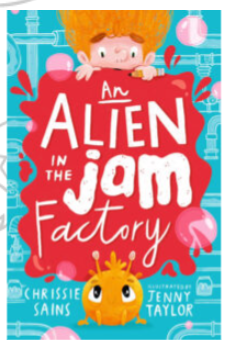 An
ALIEN
IN
THE jam
Factory
CHRISSIE
SAINS
ILLUSTRATED BY
JENNY
TAYLOR